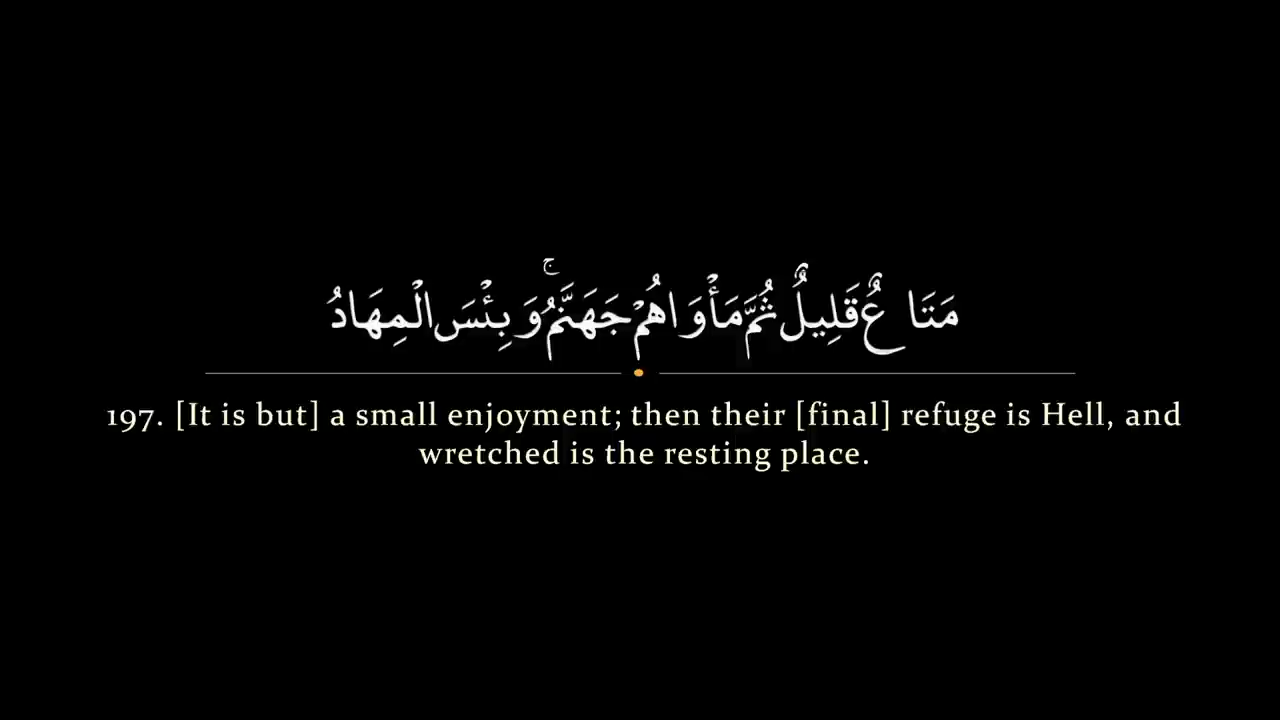 مَتَاعٌ قَلِيلٌ ثُمَّ مَأْوَاهُمْ جَهَنَّمُ ۚ وَبِئْسَ الْمِهَادُ
197. [It is but] a small enjoyment; then their [final] refuge is Hell, and
wretched is the resting place.